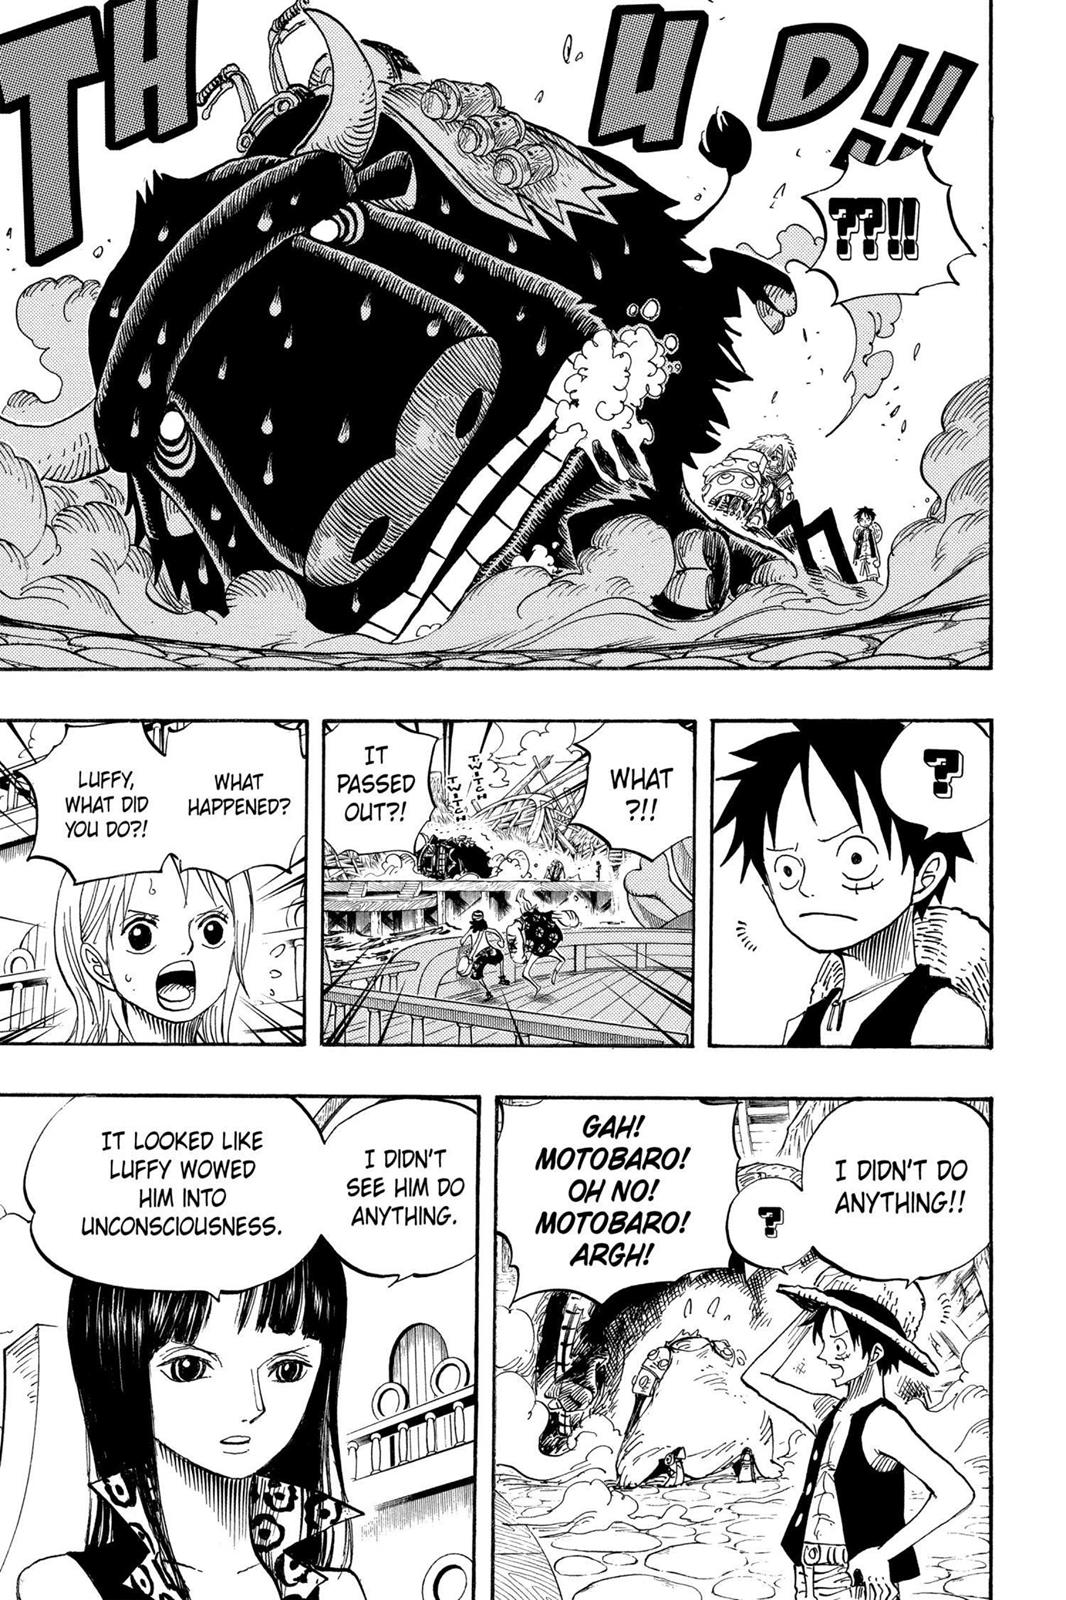 THUD!!
??!!
?
WHAT
?!!
IT
PASSED
OUT?!
TWITCH
TWITCH
WHAT
HAPPENED?
LUFFY,
WHAT DID
YOU DO?!
I DIDN'T DO
ANYTHING!!
?
GAH!
MOTOBARO!
OH NO!
MOTOBARO!
ARGH!
I DIDN'T
SEE HIM DO
ANYTHING.
IT LOOKED LIKE
LUFFY WOWED
HIM INTO
UNCONSCIOUSNESS.